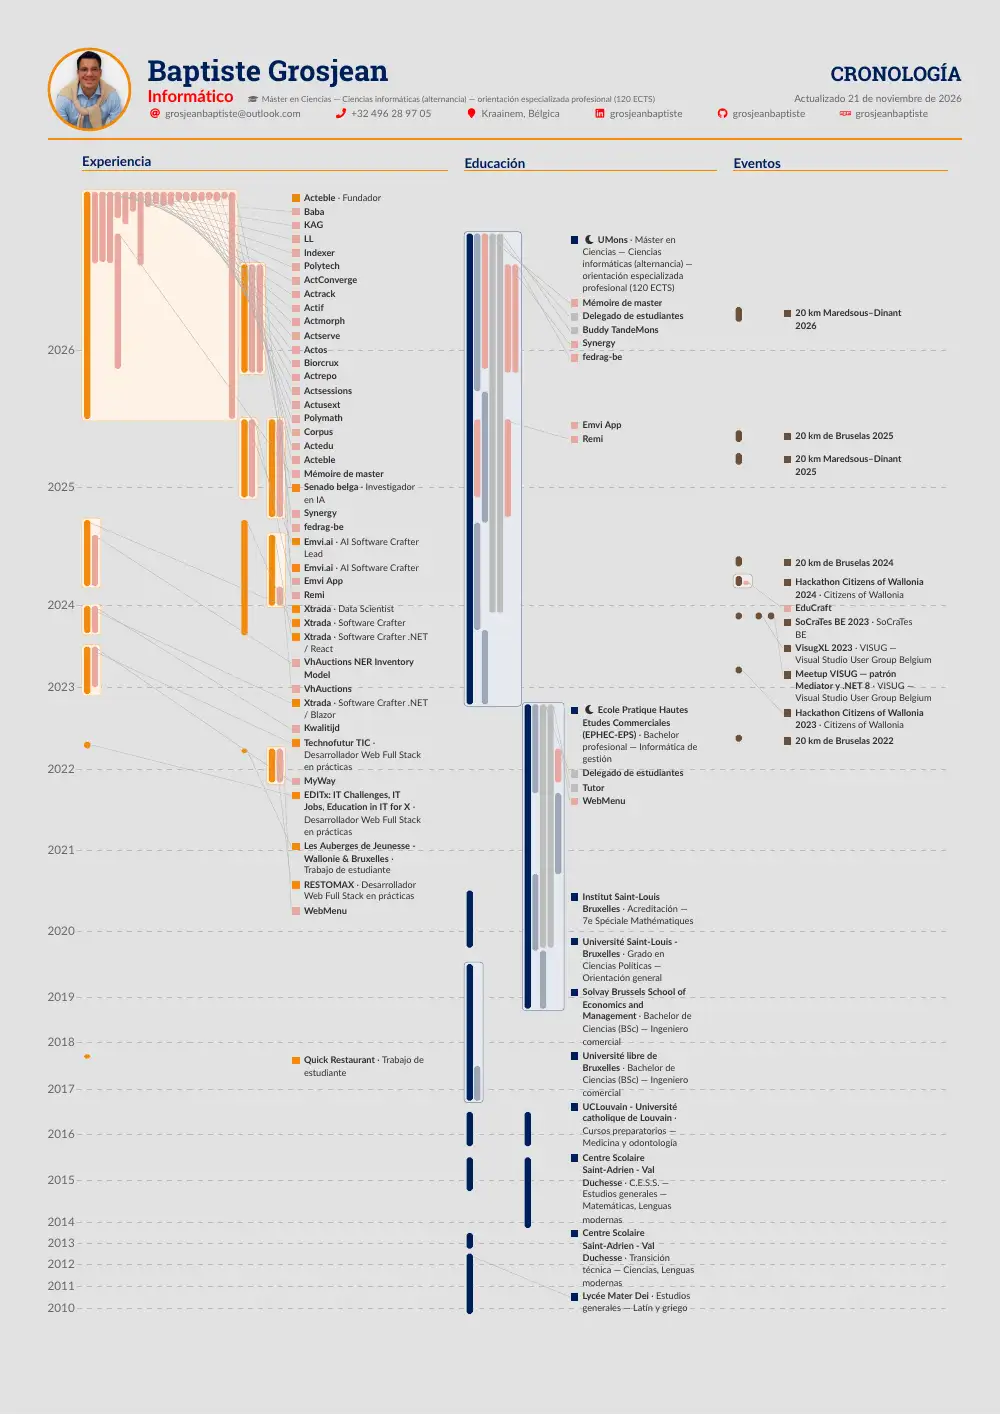 Baptiste Grosjean
CRONOLOGÍA
Informático
Máster en Ciencias — Ciencias informáticas (alternancia) — orientación especializada profesional (120 ECTS)
Actualizado 21 de noviembre de 2026
grosjeanbaptiste@outlook.com
+32 496 28 97 05
Kraainem, Bélgica
grosjeanbaptiste
grosjeanbaptiste
grosjeanbaptiste
Experiencia
Acteble · Fundador
Baba
KAG
LL
Indexer
Polytech
ActConverge
Actrack
Actif
Actmorph
Actserve
Actos
Biorcrux
Actrepo
Actsessions
Actusext
Polymath
Corpus
Actedu
Acteble
Mémoire de master
Senado belga · Investigador
en IA
Synergy
fedrag-be
Emvi.ai · AI Software Crafter
Lead
Emvi.ai · AI Software Crafter
Emvi App
Remi
Xtrada · Data Scientist
Xtrada · Software Crafter
Xtrada · Software Crafter .NET
/ React
VhAuctions NER Inventory
Model
VhAuctions
Xtrada · Software Crafter .NET
/ Blazor
Kwalitijd
Technofutur TIC ·
Desarrollador Web Full Stack
en prácticas
MyWay
EDITx: IT Challenges, IT
Jobs, Education in IT for X ·
Desarrollador Web Full Stack
en prácticas
Les Auberges de Jeunesse -
Wallonie & Bruxelles ·
Trabajo de estudiante
RESTOMAX · Desarrollador
Web Full Stack en prácticas
WebMenu
Quick Restaurant · Trabajo de
estudiante
Educación
UMons · Máster en
Ciencias — Ciencias
informáticas (alternancia) —
orientación especializada
profesional (120 ECTS)
Mémoire de master
Delegado de estudiantes
Buddy TandeMons
Synergy
fedrag-be
Emvi App
Remi
Ecole Pratique Hautes
Etudes Commerciales
(EPHEC-EPS) · Bachelor
profesional — Informática de
gestión
Delegado de estudiantes
Tutor
WebMenu
Institut Saint-Louis
Bruxelles · Acreditación —
7e Spéciale Mathématiques
Université Saint-Louis -
Bruxelles · Grado en
Ciencias Políticas —
Orientación general
Solvay Brussels School of
Economics and
Management · Bachelor de
Ciencias (BSc) — Ingeniero
comercial
Université libre de
Bruxelles · Bachelor de
Ciencias (BSc) — Ingeniero
comercial
UCLouvain - Université
catholique de Louvain ·
Cursos preparatorios —
Medicina y odontología
Centre Scolaire
Saint-Adrien - Val
Duchesse · C.E.S.S. —
Estudios generales —
Matemáticas, Lenguas
modernas
Centre Scolaire
Saint-Adrien - Val
Duchesse · Transición
técnica — Ciencias, Lenguas
modernas
Lycée Mater Dei · Estudios
generales — Latín y griego
Eventos
20 km Maredsous–Dinant
2026
20 km de Bruselas 2025
20 km Maredsous–Dinant
2025
20 km de Bruselas 2024
Hackathon Citizens of Wallonia
2024 · Citizens of Wallonia
EduCraft
SoCraTes BE 2023 · SoCraTes
BE
VisugXL 2023 · VISUG —
Visual Studio User Group Belgium
Meetup VISUG — patrón
Mediator y .NET 8 · VISUG —
Visual Studio User Group Belgium
Hackathon Citizens of Wallonia
2023 · Citizens of Wallonia
20 km de Bruselas 2022
2026
2025
2024
2023
2022
2021
2020
2019
2018
2017
2016
2015
2014
2013
2012
2011
2010